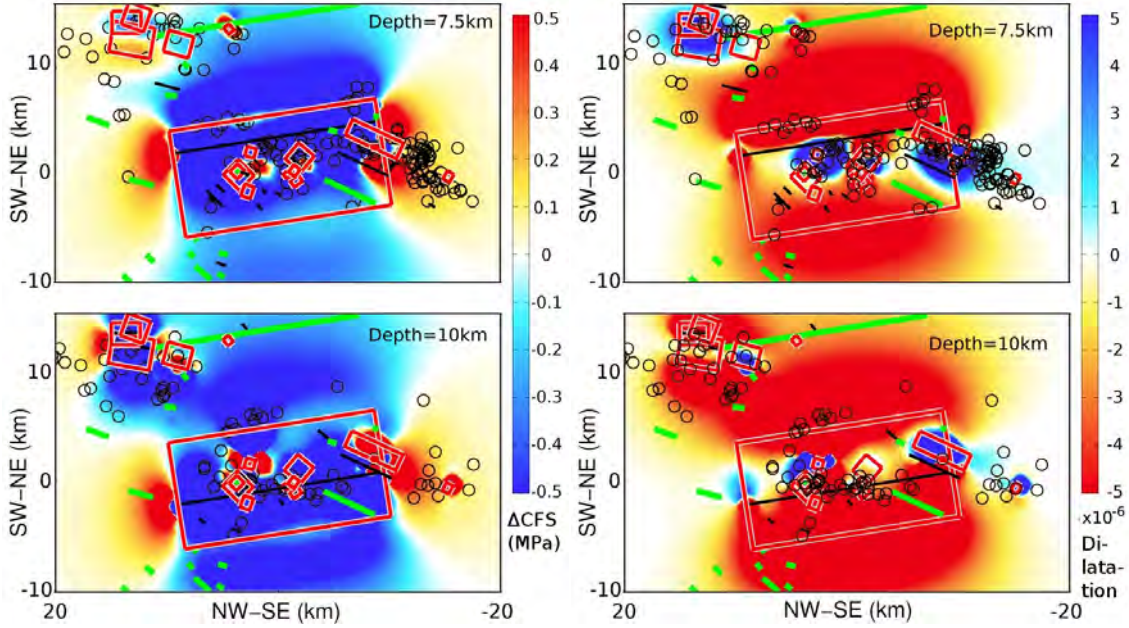 Depth=7.5km
10
0
-10
SW-NE (km)
0.5
0.4
0.3
0.2
0.1
0
-0.1
-0.2
-0.3
-0.4
-0.5
ΔCFS
(MPa)
Depth=7.5km
10
0
-10
SW-NE (km)
5
4
3
2
1
0
-1
-2
-3
-4
-5
·x10⁻⁶
Di-
lata-
tion
Depth=10km
10
0
-10
SW-NE (km)
20
NW-SE (km)
-20
Depth=10km
10
0
-10
SW-NE (km)
20
NW-SE (km)
-20